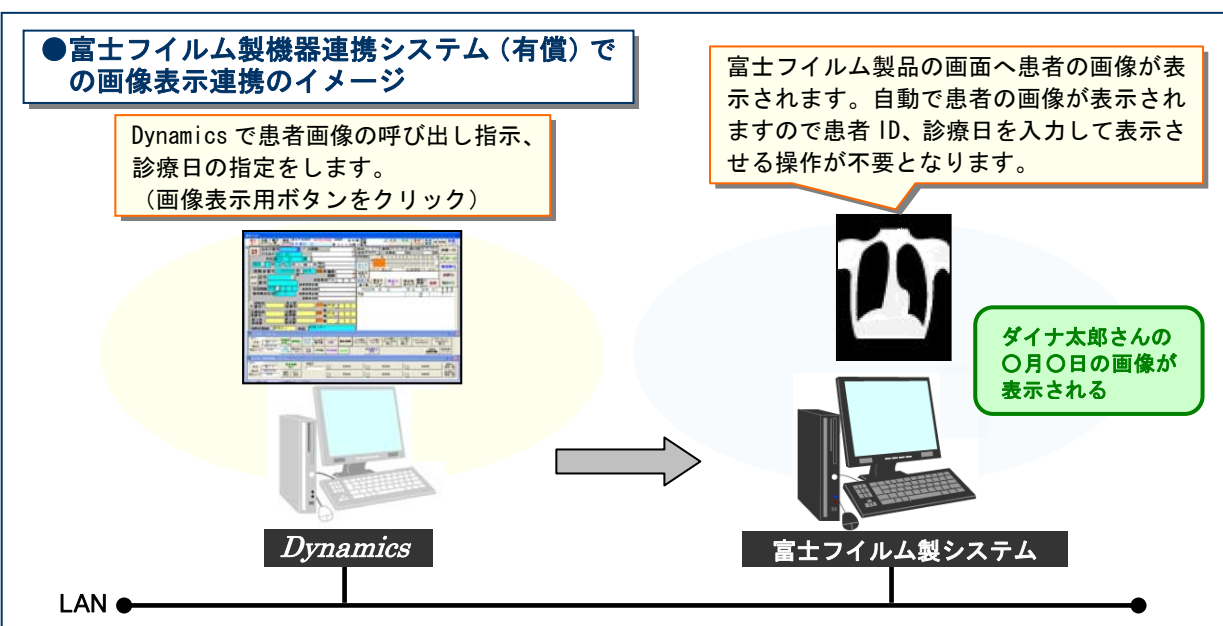 ●富士フイルム製機器連携システム（有償）で
の画像表示連携のイメージ
Dynamicsで患者画像の呼び出し指示、
診療日の指定をします。
（画像表示用ボタンをクリック）
富士フイルム製品の画面へ患者の画像が表
示されます。自動で患者の画像が表示され
ますので患者ID、診療日を入力して表示さ
せる操作が不要となります。
ダイナ太郎さんの
〇月〇日の画像が
表示される
Dynamics
富士フイルム製システム
LAN